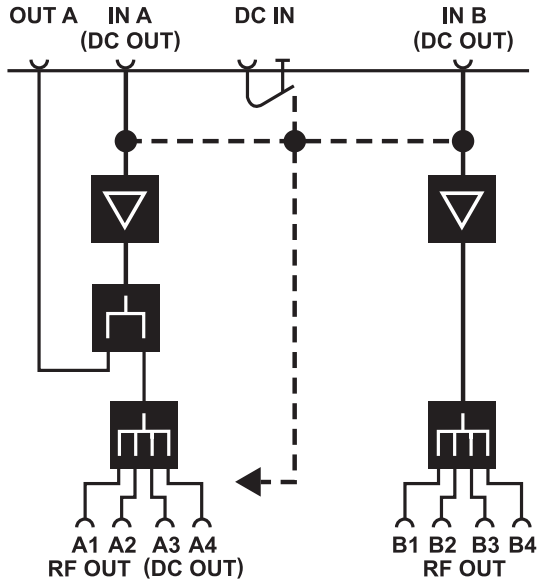 OUT A IN A DC IN IN B
(DC OUT) (DC OUT)
A1 A2 A3 A4 B1 B2 B3 B4
RF OUT (DC OUT) RF OUT